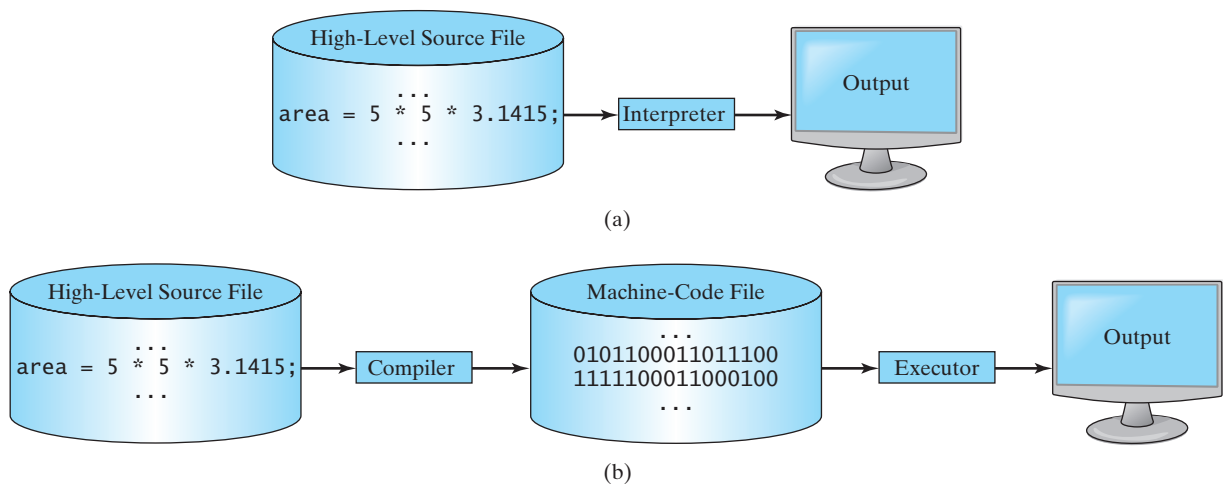 High-Level Source File
...
area = 5 * 5 * 3.1415;
...
Interpreter
Output
(a)
High-Level Source File
...
area = 5 * 5 * 3.1415;
...
Compiler
Machine-Code File
...
0101100011011100
1111100011000100
...
Executor
Output
(b)